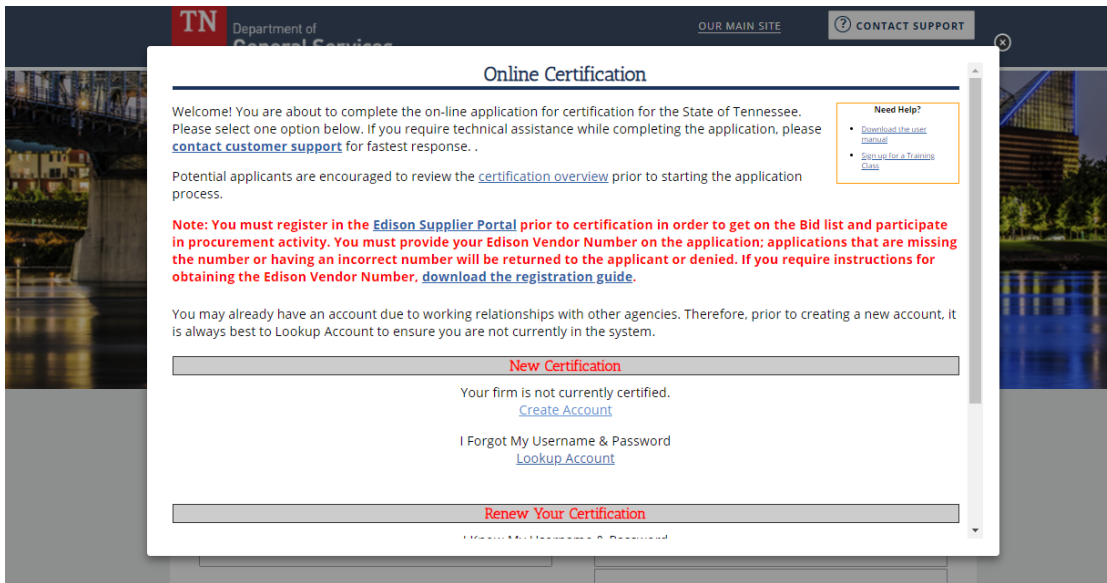 TN
Department of
General Services
OUR MAIN SITE
? CONTACT SUPPORT
Online Certification
Welcome! You are about to complete the on-line application for certification for the State of Tennessee.
Please select one option below. If you require technical assistance while completing the application, please
contact customer support for fastest response. .
Need Help?
• Download the user
manual
• Sign up for a Training
Class
Potential applicants are encouraged to review the certification overview prior to starting the application
process.
Note: You must register in the Edison Supplier Portal prior to certification in order to get on the Bid list and participate
in procurement activity. You must provide your Edison Vendor Number on the application; applications that are missing
the number or having an incorrect number will be returned to the applicant or denied. If you require instructions for
obtaining the Edison Vendor Number, download the registration guide.
You may already have an account due to working relationships with other agencies. Therefore, prior to creating a new account, it
is always best to Lookup Account to ensure you are not currently in the system.
New Certification
Your firm is not currently certified.
Create Account
I Forgot My Username & Password
Lookup Account
Renew Your Certification
I Know My Username & Password